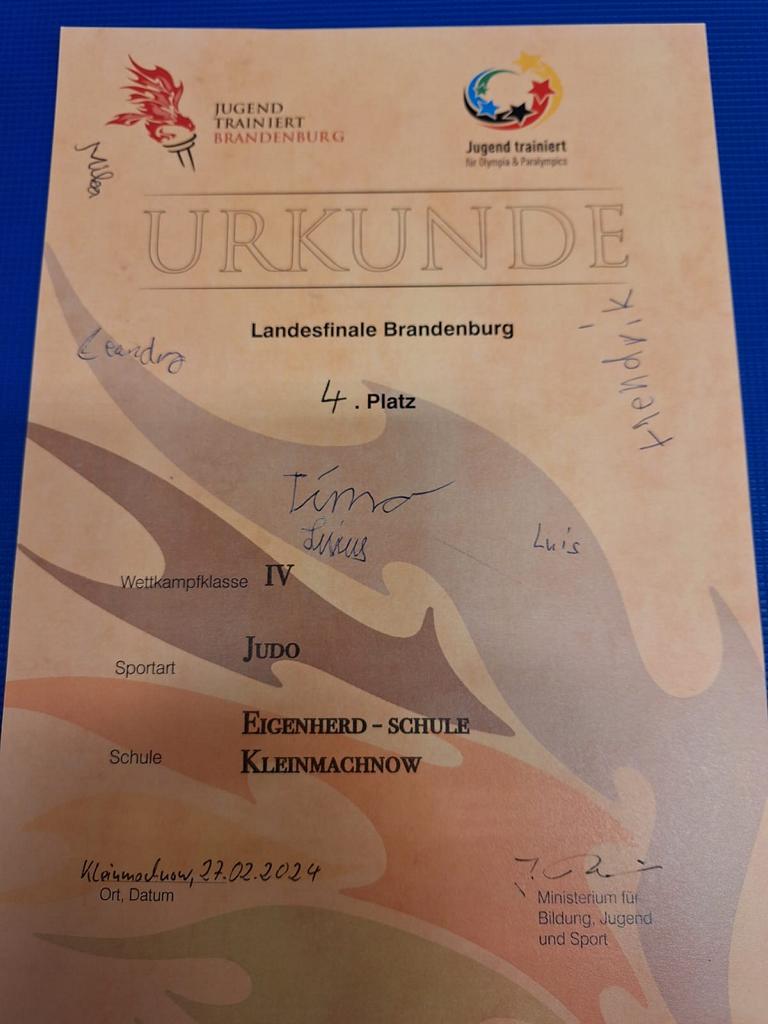 JUGEND
TRAINIERT
BRANDENBURG
Jugend trainiert
für Olympia & Paralympics
URKUNDE
Landesfinale Brandenburg
Leandro
Hendrik
4. Platz
Timo
Luis
Wettkampfklasse IV
Sportart JUDO
EIGENHERD - SCHULE
Schule KLEINMACHNOW
Kleinmachnow, 27.02.2024
Ort, Datum
Ministerium für
Bildung, Jugend
und Sport